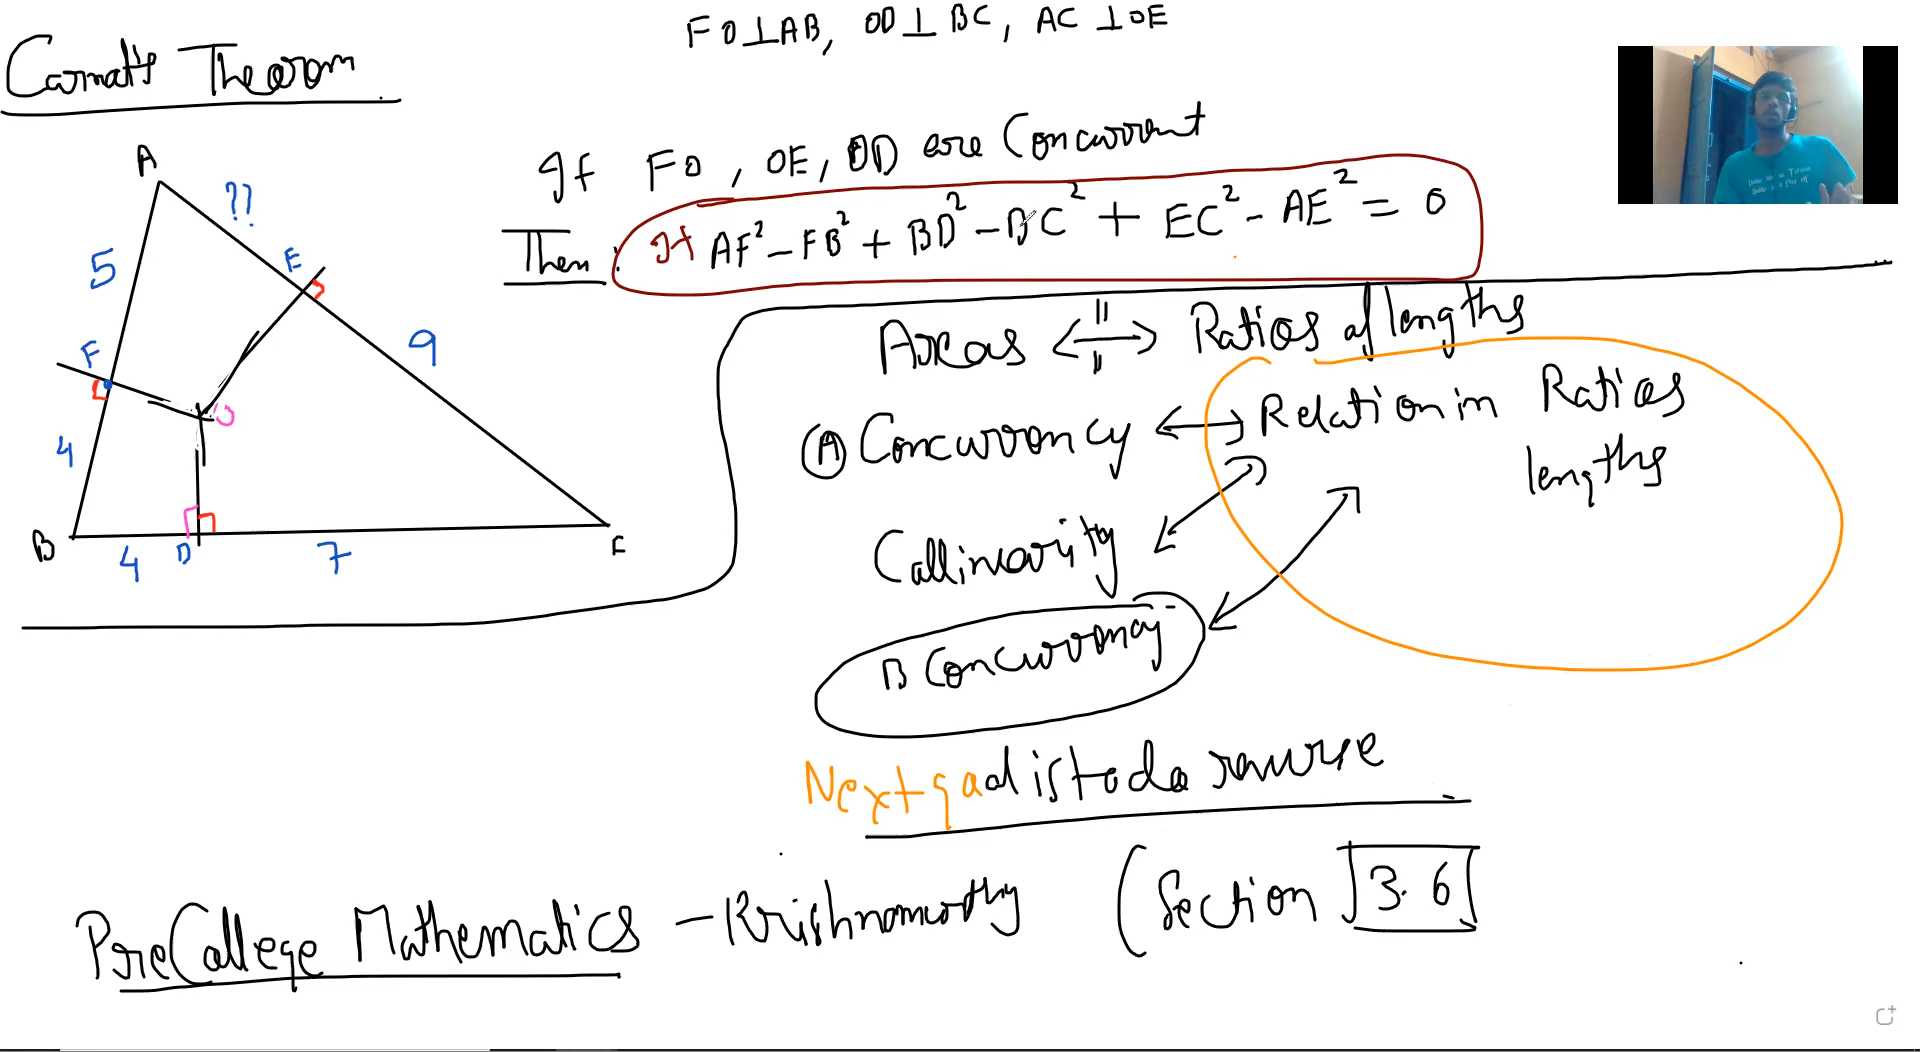 FO⊥AB, OD⊥BC, AC⊥OE
Carnot's Theorem
If FO, OE, OD are Concurrent
Then : If AF² - FB² + BD² - DC² + EC² - AE² = 0
A
??
5
E
9
F
O
4
B
4
D
7
C
Areas <=> Ratios of lengths
(A) Concurrency <-> Relation in Ratios
lengths
Collinearity
B Concurrency
Next goal is to do reverse
PreCollege Mathematics - Krishnamurthy (Section 3.6